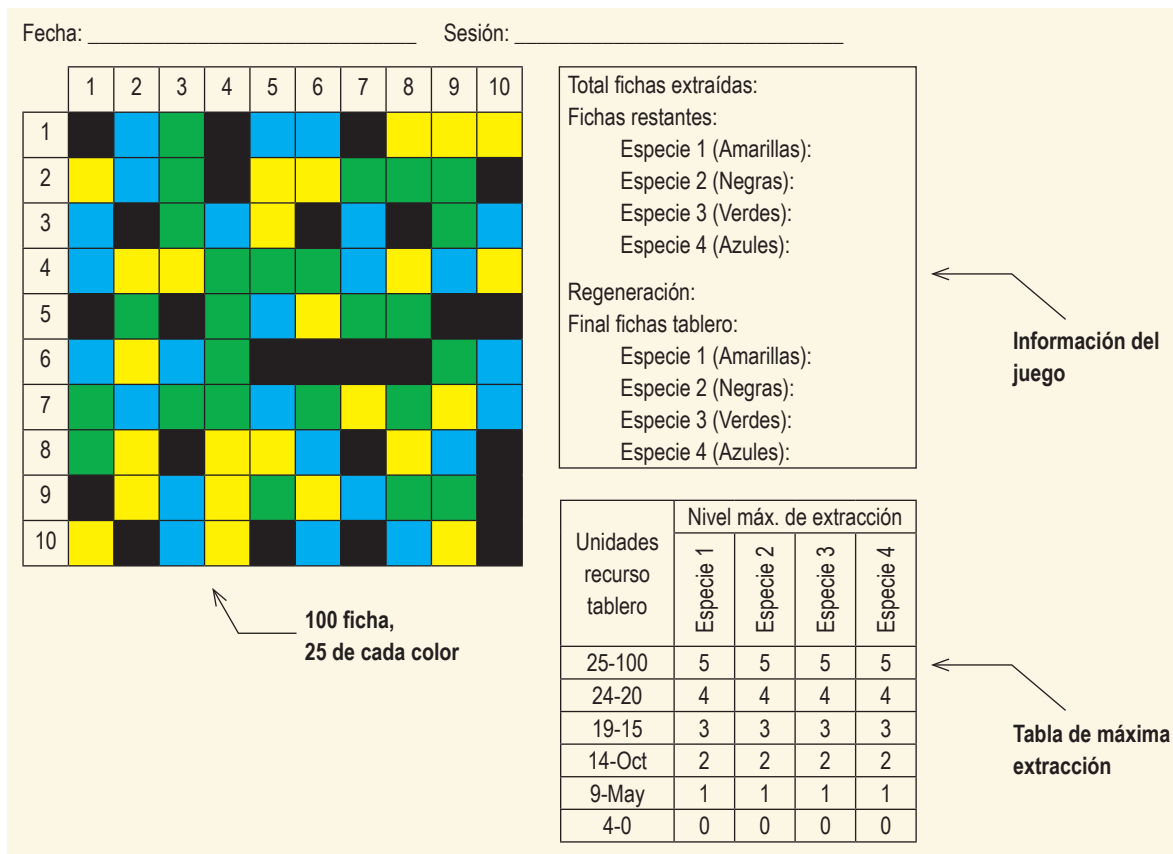 Fecha: ______________________________ Sesión: ______________________________
1 2 3 4 5 6 7 8 9 10
1
2
3
4
5
6
7
8
9
10
100 ficha,
25 de cada color
Total fichas extraídas:
Fichas restantes:
Especie 1 (Amarillas):
Especie 2 (Negras):
Especie 3 (Verdes):
Especie 4 (Azules):
Regeneración:
Final fichas tablero:
Especie 1 (Amarillas):
Especie 2 (Negras):
Especie 3 (Verdes):
Especie 4 (Azules):
Información del
juego
Unidades
recurso
tablero
Nivel máx. de extracción
Especie 1
Especie 2
Especie 3
Especie 4
25-100 5 5 5 5
24-20 4 4 4 4
19-15 3 3 3 3
14-Oct 2 2 2 2
9-May 1 1 1 1
4-0 0 0 0 0
Tabla de máxima
extracción